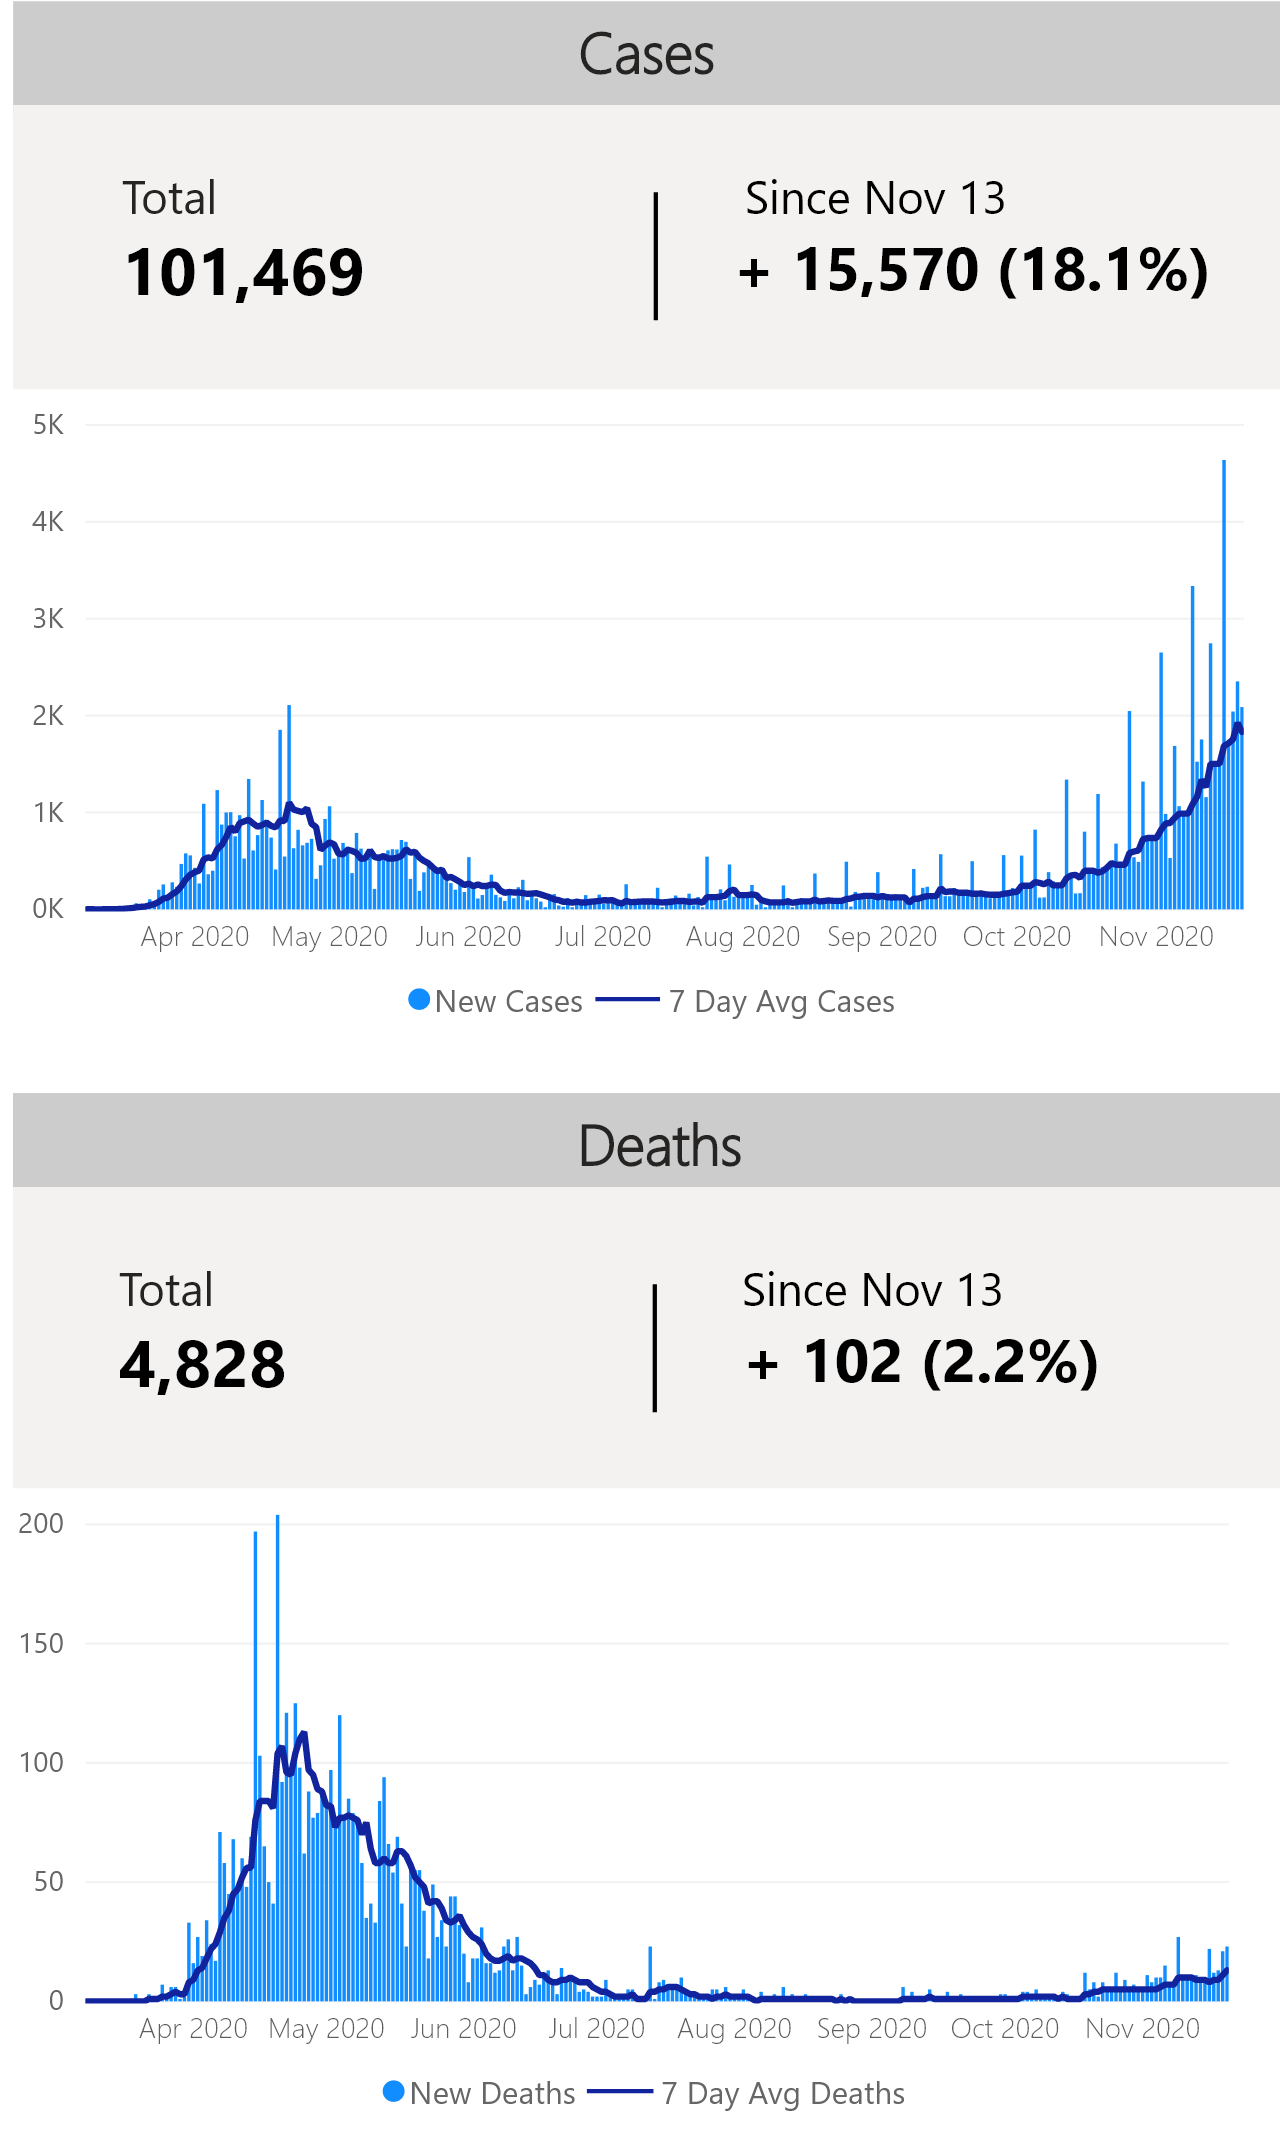 Cases
Total
Since Nov 13
101,469
+ 15,570 (18.1%)
5K
4K
3K
2K
1K
0K
Apr 2020 May 2020 Jun 2020 Jul 2020 Aug 2020 Sep 2020 Oct 2020 Nov 2020
New Cases 7 Day Avg Cases
Deaths
Total
Since Nov 13
4,828
+ 102 (2.2%)
200
150
100
50
0
Apr 2020 May 2020 Jun 2020 Jul 2020 Aug 2020 Sep 2020 Oct 2020 Nov 2020
New Deaths 7 Day Avg Deaths